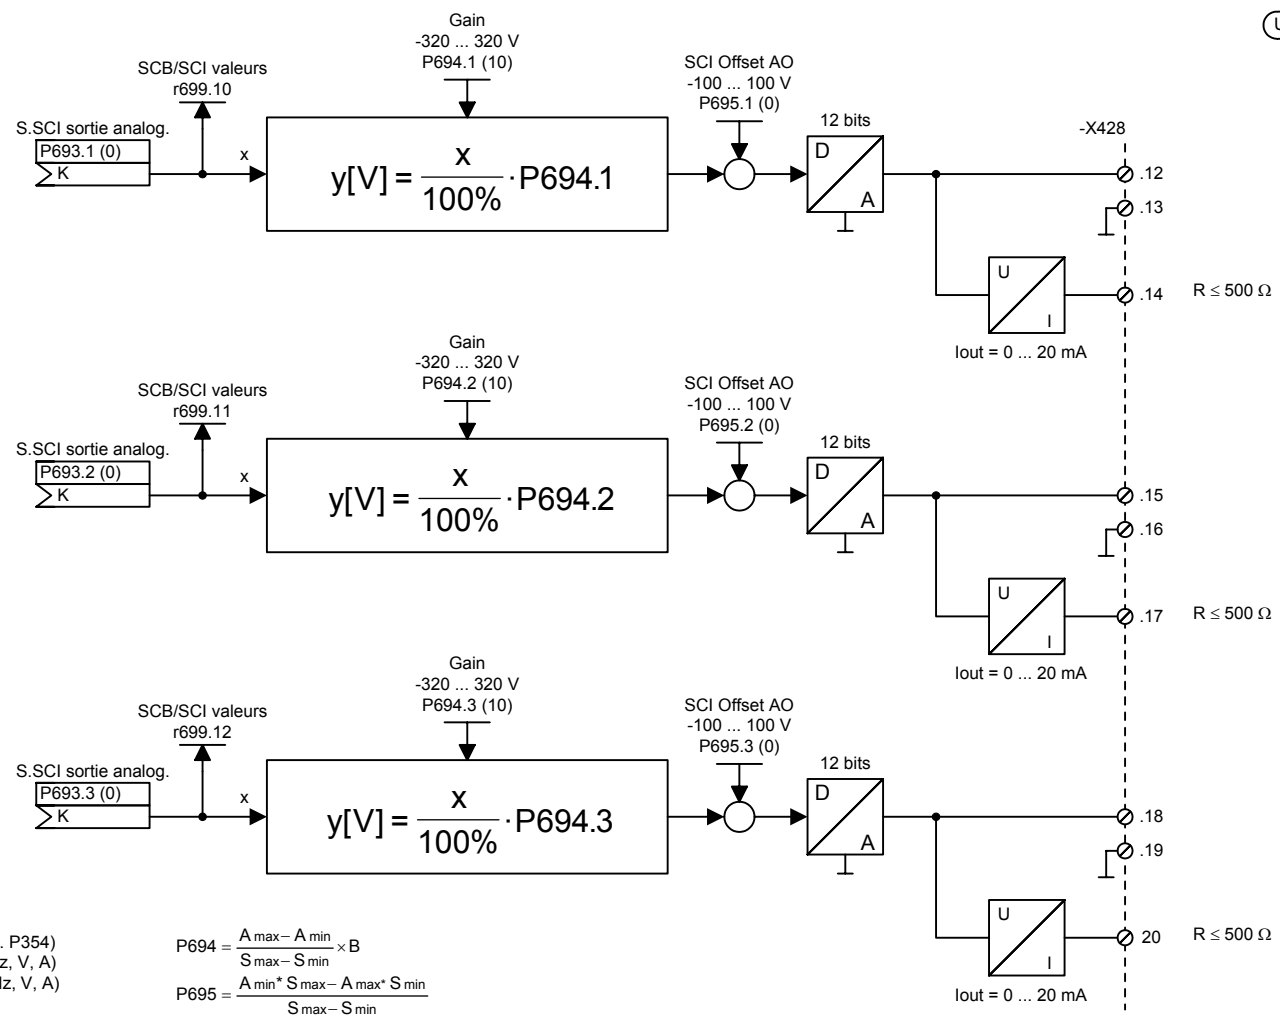 U
Gain
-320 ... 320 V
P694.1 (10)
SCI Offset AO
-100 ... 100 V
P695.1 (0)
SCB/SCI valeurs
r699.10
12 bits
-X428
S.SCI sortie analog.
P693.1 (0)
K
x
y[V] = x/100% · P694.1
D
A
.12
.13
U
I
.14
R ≤ 500 Ω
Iout = 0 ... 20 mA
Gain
-320 ... 320 V
P694.2 (10)
SCI Offset AO
-100 ... 100 V
P695.2 (0)
SCB/SCI valeurs
r699.11
12 bits
S.SCI sortie analog.
P693.2 (0)
K
x
y[V] = x/100% · P694.2
D
A
.15
.16
U
I
.17
R ≤ 500 Ω
Iout = 0 ... 20 mA
Gain
-320 ... 320 V
P694.3 (10)
SCI Offset AO
-100 ... 100 V
P695.3 (0)
SCB/SCI valeurs
r699.12
12 bits
S.SCI sortie analog.
P693.3 (0)
K
x
y[V] = x/100% · P694.3
D
A
.18
.19
U
I
20
R ≤ 500 Ω
Iout = 0 ... 20 mA
. P354)
z, V, A)
z, V, A)
P694 = A max – A min / S max – S min × B
P695 = A min* S max – A max* S min / S max – S min